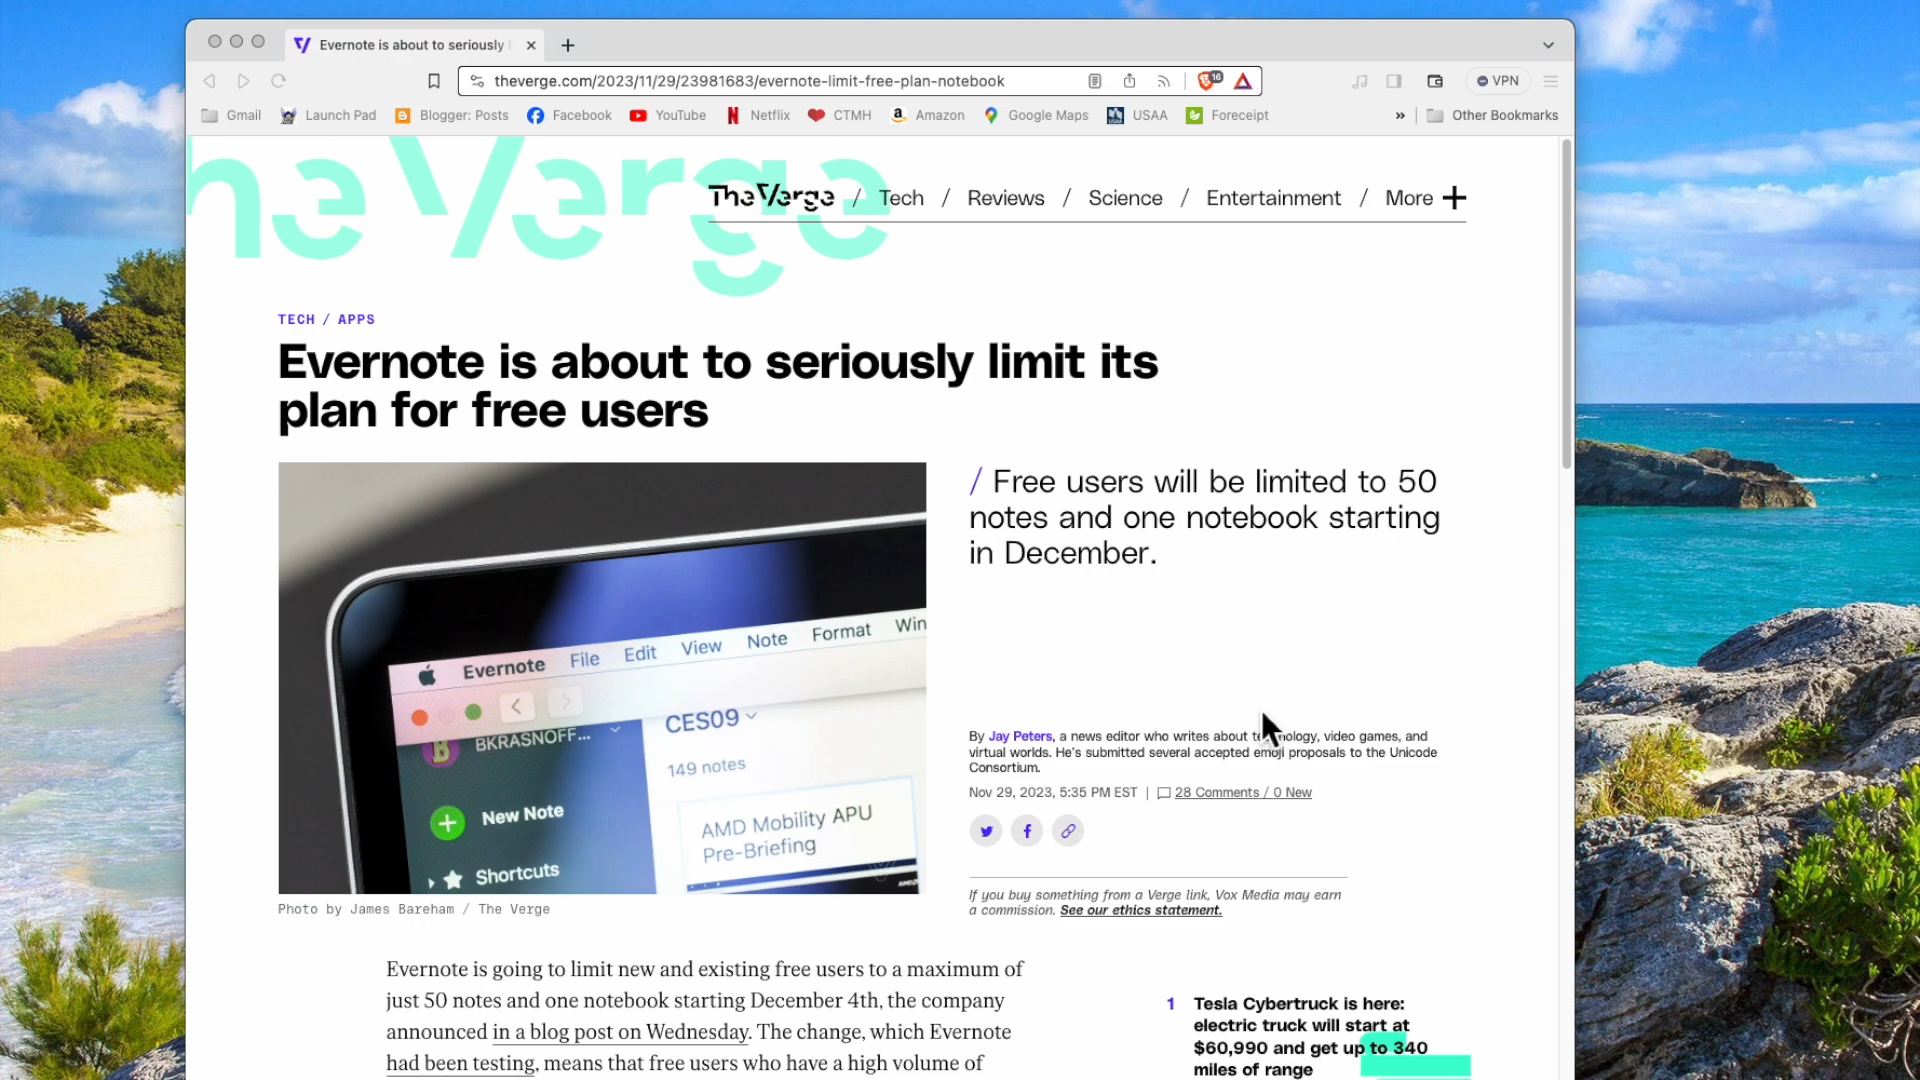 Evernote is about to seriously
theverge.com/2023/11/29/23981683/evernote-limit-free-plan-notebook
16
VPN
Gmail
Launch Pad
Blogger: Posts
Facebook
YouTube
Netflix
CTMH
Amazon
Google Maps
USAA
Foreceipt
»
Other Bookmarks
The Verge
The Verge / Tech / Reviews / Science / Entertainment / More +
TECH / APPS
Evernote is about to seriously limit its
plan for free users
/ Free users will be limited to 50
notes and one notebook starting
in December.
Evernote File Edit View Note Format Win
BKRASNOFF...
CES09
149 notes
New Note
AMD Mobility APU
Pre-Briefing
Shortcuts
Photo by James Bareham / The Verge
By Jay Peters, a news editor who writes about technology, video games, and
virtual worlds. He's submitted several accepted emoji proposals to the Unicode
Consortium.
Nov 29, 2023, 5:35 PM EST | 28 Comments / 0 New
If you buy something from a Verge link, Vox Media may earn
a commission. See our ethics statement.
Evernote is going to limit new and existing free users to a maximum of
just 50 notes and one notebook starting December 4th, the company
announced in a blog post on Wednesday. The change, which Evernote
had been testing, means that free users who have a high volume of
1 Tesla Cybertruck is here:
electric truck will start at
$60,990 and get up to 340
miles of range